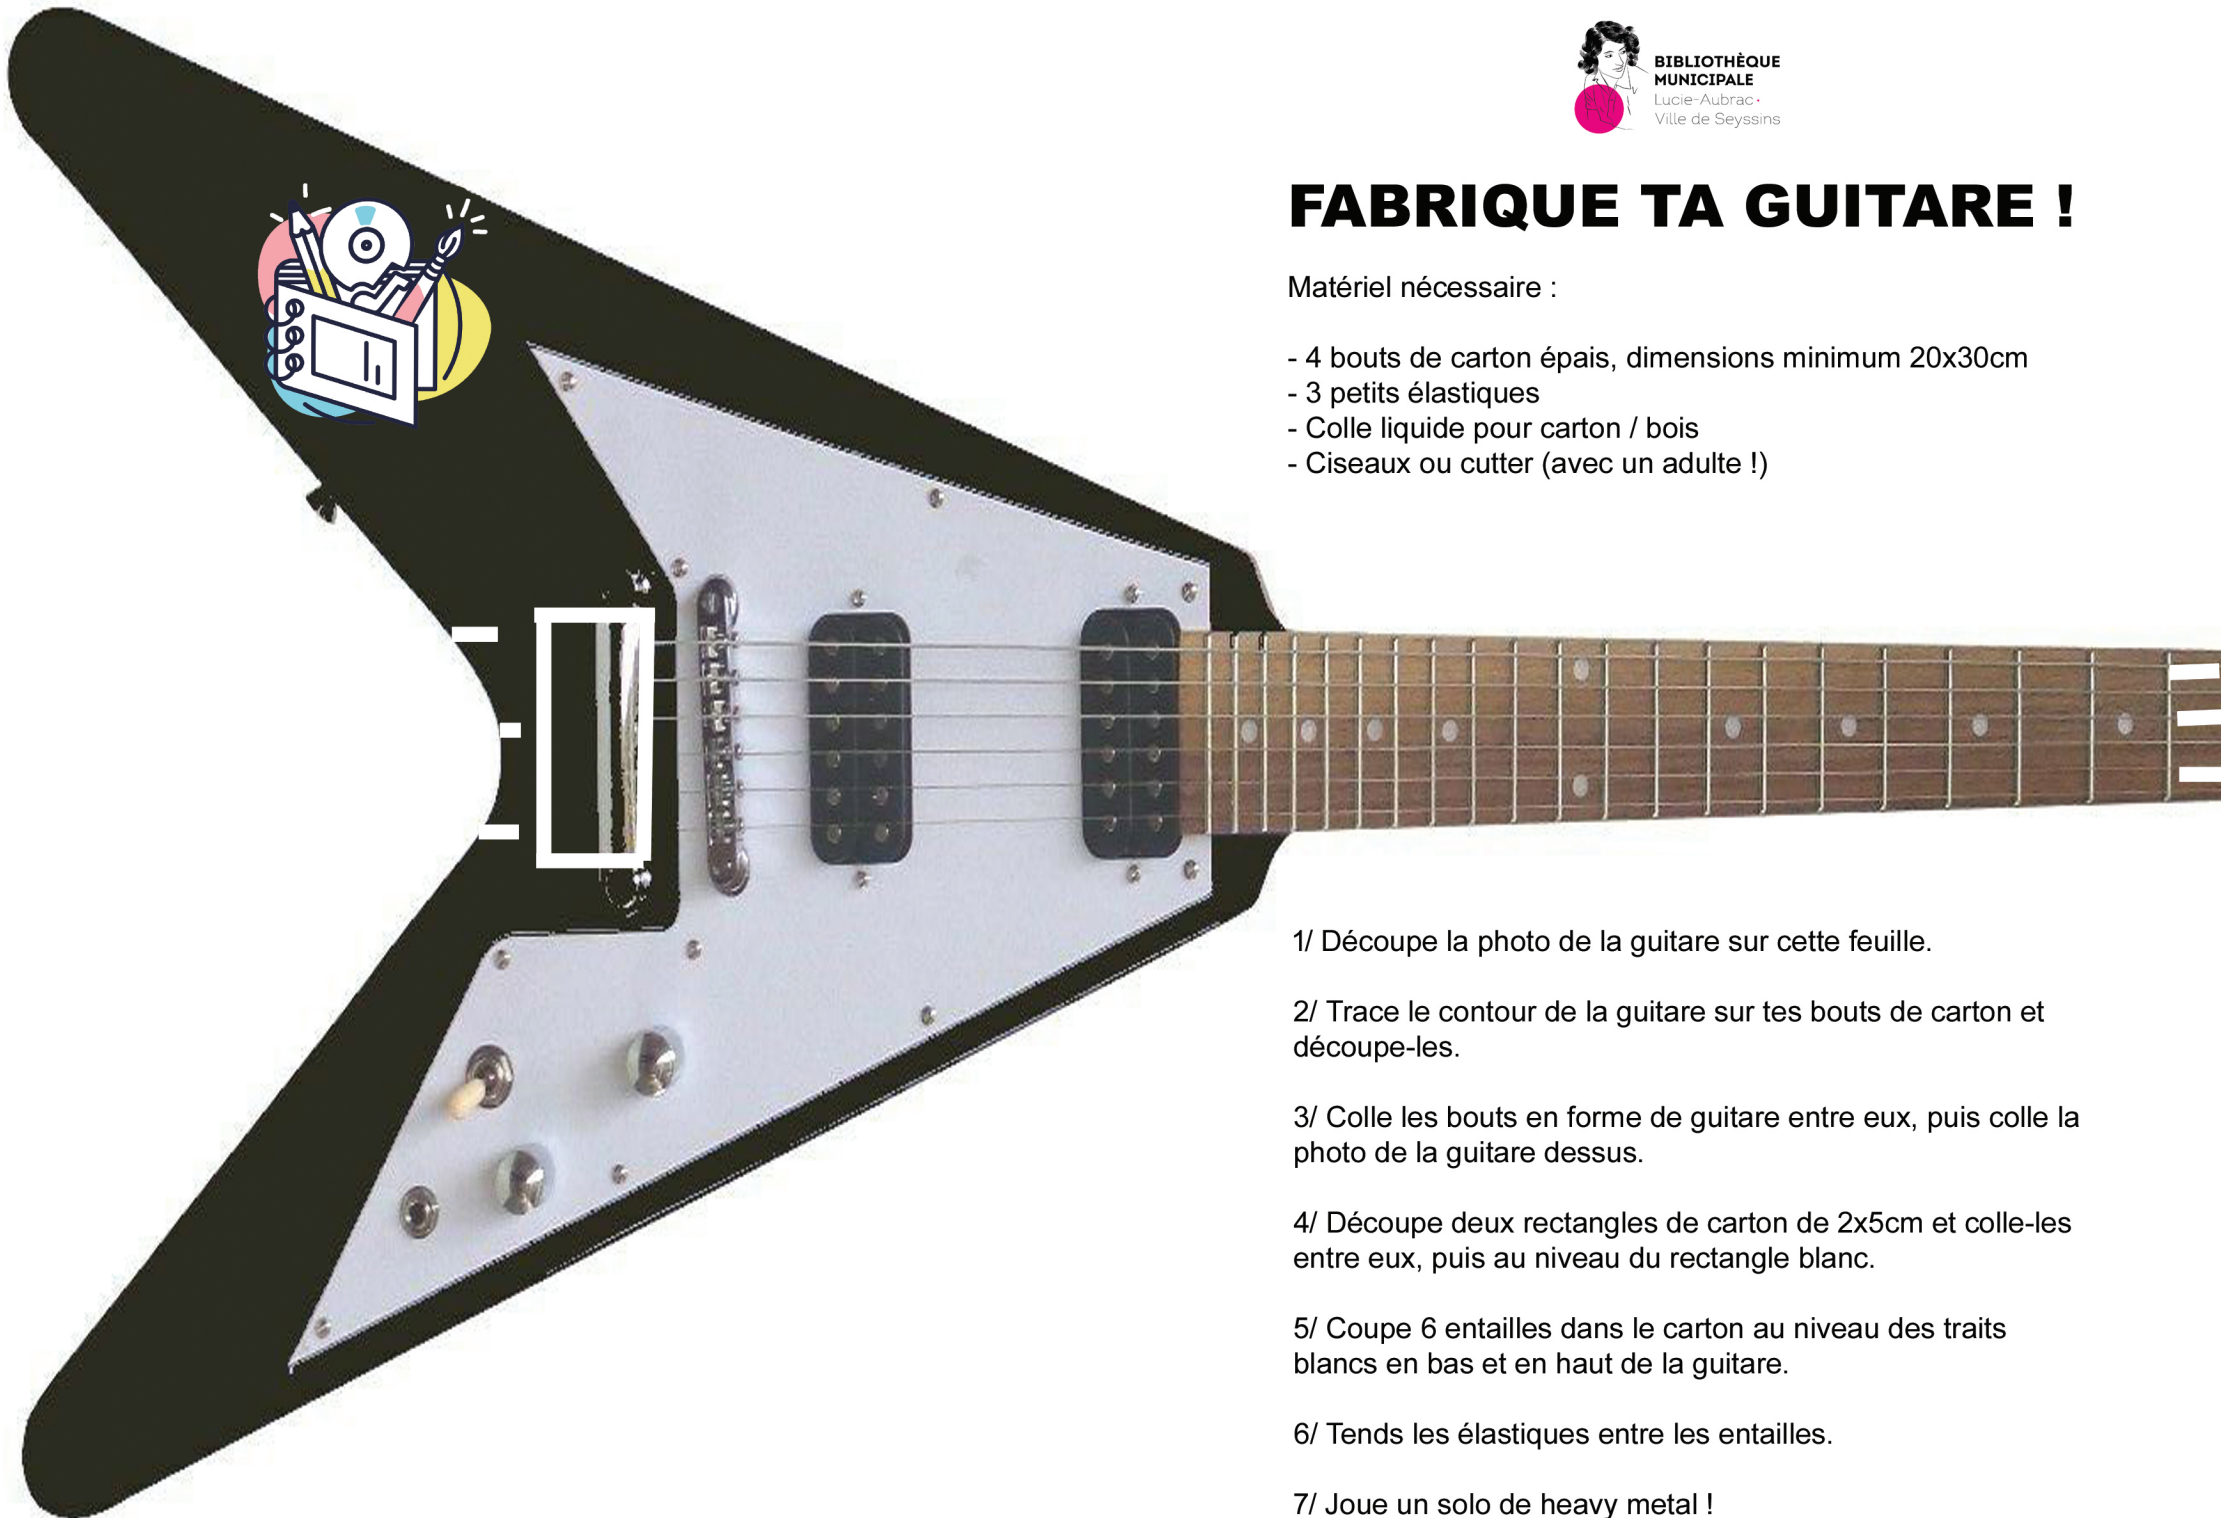 BIBLIOTHÈQUE
MUNICIPALE
Lucie-Aubrac •
Ville de Seyssins
FABRIQUE TA GUITARE !
Matériel nécessaire :
- 4 bouts de carton épais, dimensions minimum 20x30cm
- 3 petits élastiques
- Colle liquide pour carton / bois
- Ciseaux ou cutter (avec un adulte !)
1/ Découpe la photo de la guitare sur cette feuille.
2/ Trace le contour de la guitare sur tes bouts de carton et
découpe-les.
3/ Colle les bouts en forme de guitare entre eux, puis colle la
photo de la guitare dessus.
4/ Découpe deux rectangles de carton de 2x5cm et colle-les
entre eux, puis au niveau du rectangle blanc.
5/ Coupe 6 entailles dans le carton au niveau des traits
blancs en bas et en haut de la guitare.
6/ Tends les élastiques entre les entailles.
7/ Joue un solo de heavy metal !